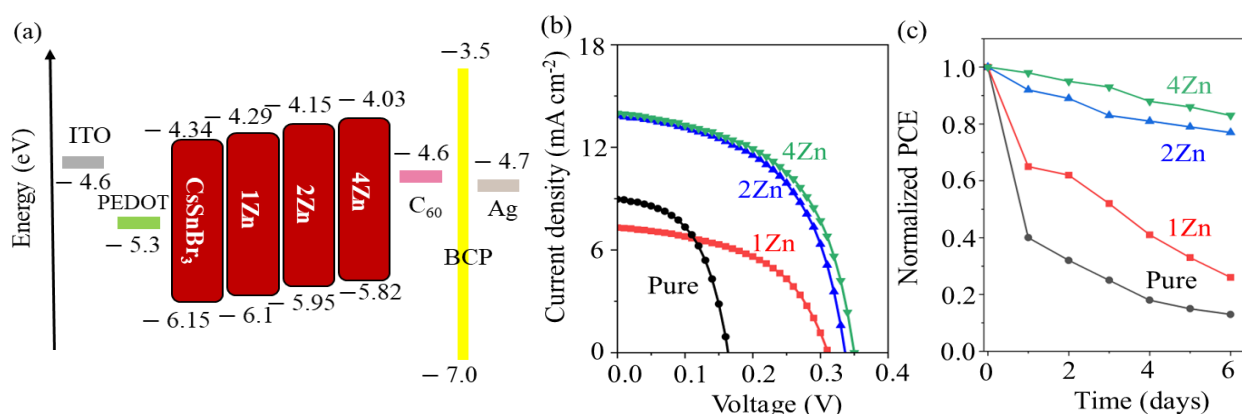 (a)
Energy (eV)
ITO
− 4.6
PEDOT
− 5.3
− 4.34
CsSnBr₃
− 6.15
− 4.29
1Zn
− 6.1
− 4.15
2Zn
− 5.95
− 4.03
4Zn
− 5.82
− 4.6
C₆₀
− 3.5
BCP
− 7.0
− 4.7
Ag
(b)
Current density (mA cm⁻²)
18
12
6
0
4Zn
2Zn
1Zn
Pure
0.0 0.1 0.2 0.3 0.4
Voltage (V)
(c)
Normalized PCE
1.0
0.8
0.6
0.4
0.2
0.0
4Zn
2Zn
1Zn
Pure
0 2 4 6
Time (days)